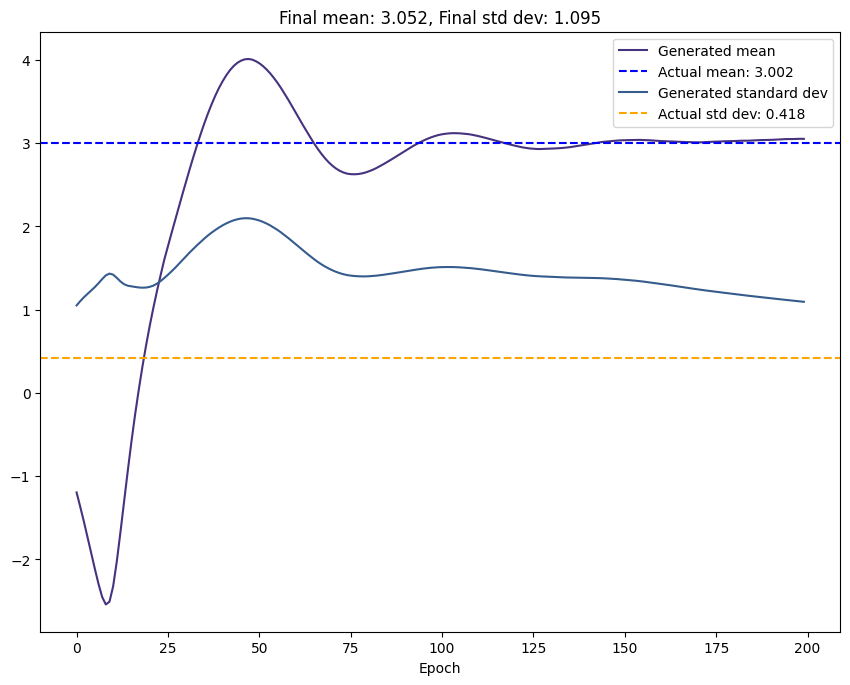 Final mean: 3.052, Final std dev: 1.095
Generated mean
Actual mean: 3.002
Generated standard dev
Actual std dev: 0.418
4
3
2
1
0
−1
−2
0 25 50 75 100 125 150 175 200
Epoch